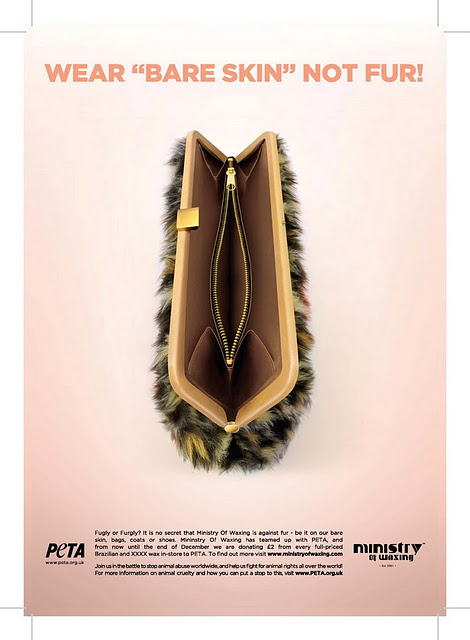 WEAR “BARE SKIN” NOT FUR!
Fugly or Furgly? It is no secret that Ministry Of Waxing is against fur - be it on our bare
skin, bags, coats or shoes. Mininstry Of Waxing has teamed up with PETA, and
from now until the end of December we are donating £2 from every full-priced
Brazilian and XXXX wax in-store to PETA. To find out more visit www.ministryofwaxing.com
Join us in the battle to stop animal abuse worldwide, and help us fight for animal rights all over the world!
For more information on animal cruelty and how you can put a stop to this, visit www.PETA.org.uk
PETA
www.peta.org.uk
ministry
of waxing